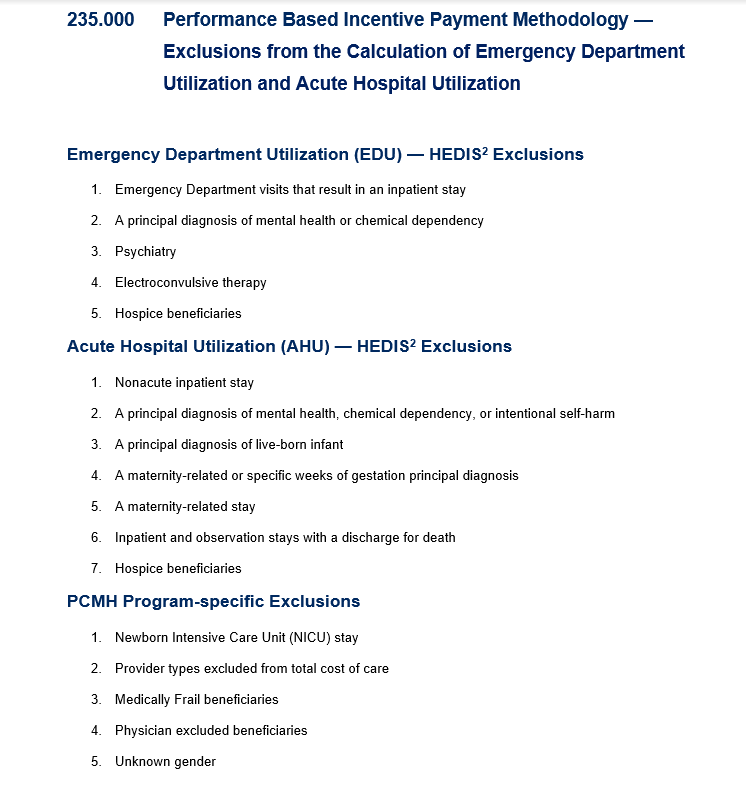 235.000 Performance Based Incentive Payment Methodology —
Exclusions from the Calculation of Emergency Department
Utilization and Acute Hospital Utilization
Emergency Department Utilization (EDU) — HEDIS² Exclusions
1. Emergency Department visits that result in an inpatient stay
2. A principal diagnosis of mental health or chemical dependency
3. Psychiatry
4. Electroconvulsive therapy
5. Hospice beneficiaries
Acute Hospital Utilization (AHU) — HEDIS² Exclusions
1. Nonacute inpatient stay
2. A principal diagnosis of mental health, chemical dependency, or intentional self-harm
3. A principal diagnosis of live-born infant
4. A maternity-related or specific weeks of gestation principal diagnosis
5. A maternity-related stay
6. Inpatient and observation stays with a discharge for death
7. Hospice beneficiaries
PCMH Program-specific Exclusions
1. Newborn Intensive Care Unit (NICU) stay
2. Provider types excluded from total cost of care
3. Medically Frail beneficiaries
4. Physician excluded beneficiaries
5. Unknown gender